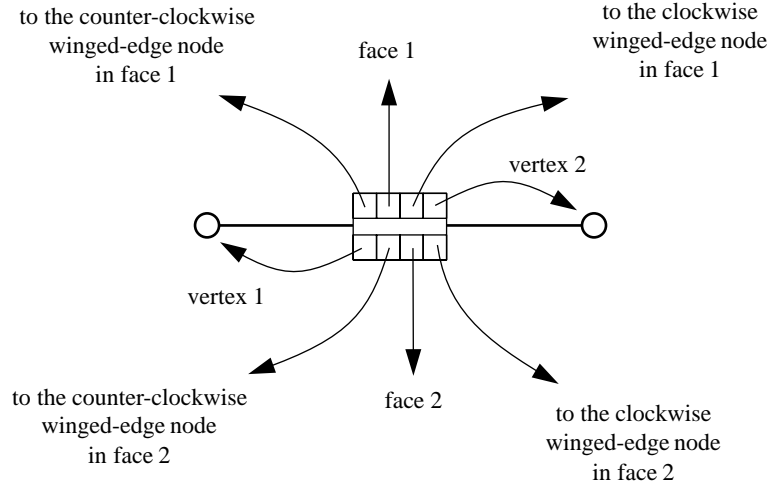 to the counter-clockwise
winged-edge node
in face 1
face 1
to the clockwise
winged-edge node
in face 1
vertex 2
vertex 1
to the counter-clockwise
winged-edge node
in face 2
face 2
to the clockwise
winged-edge node
in face 2